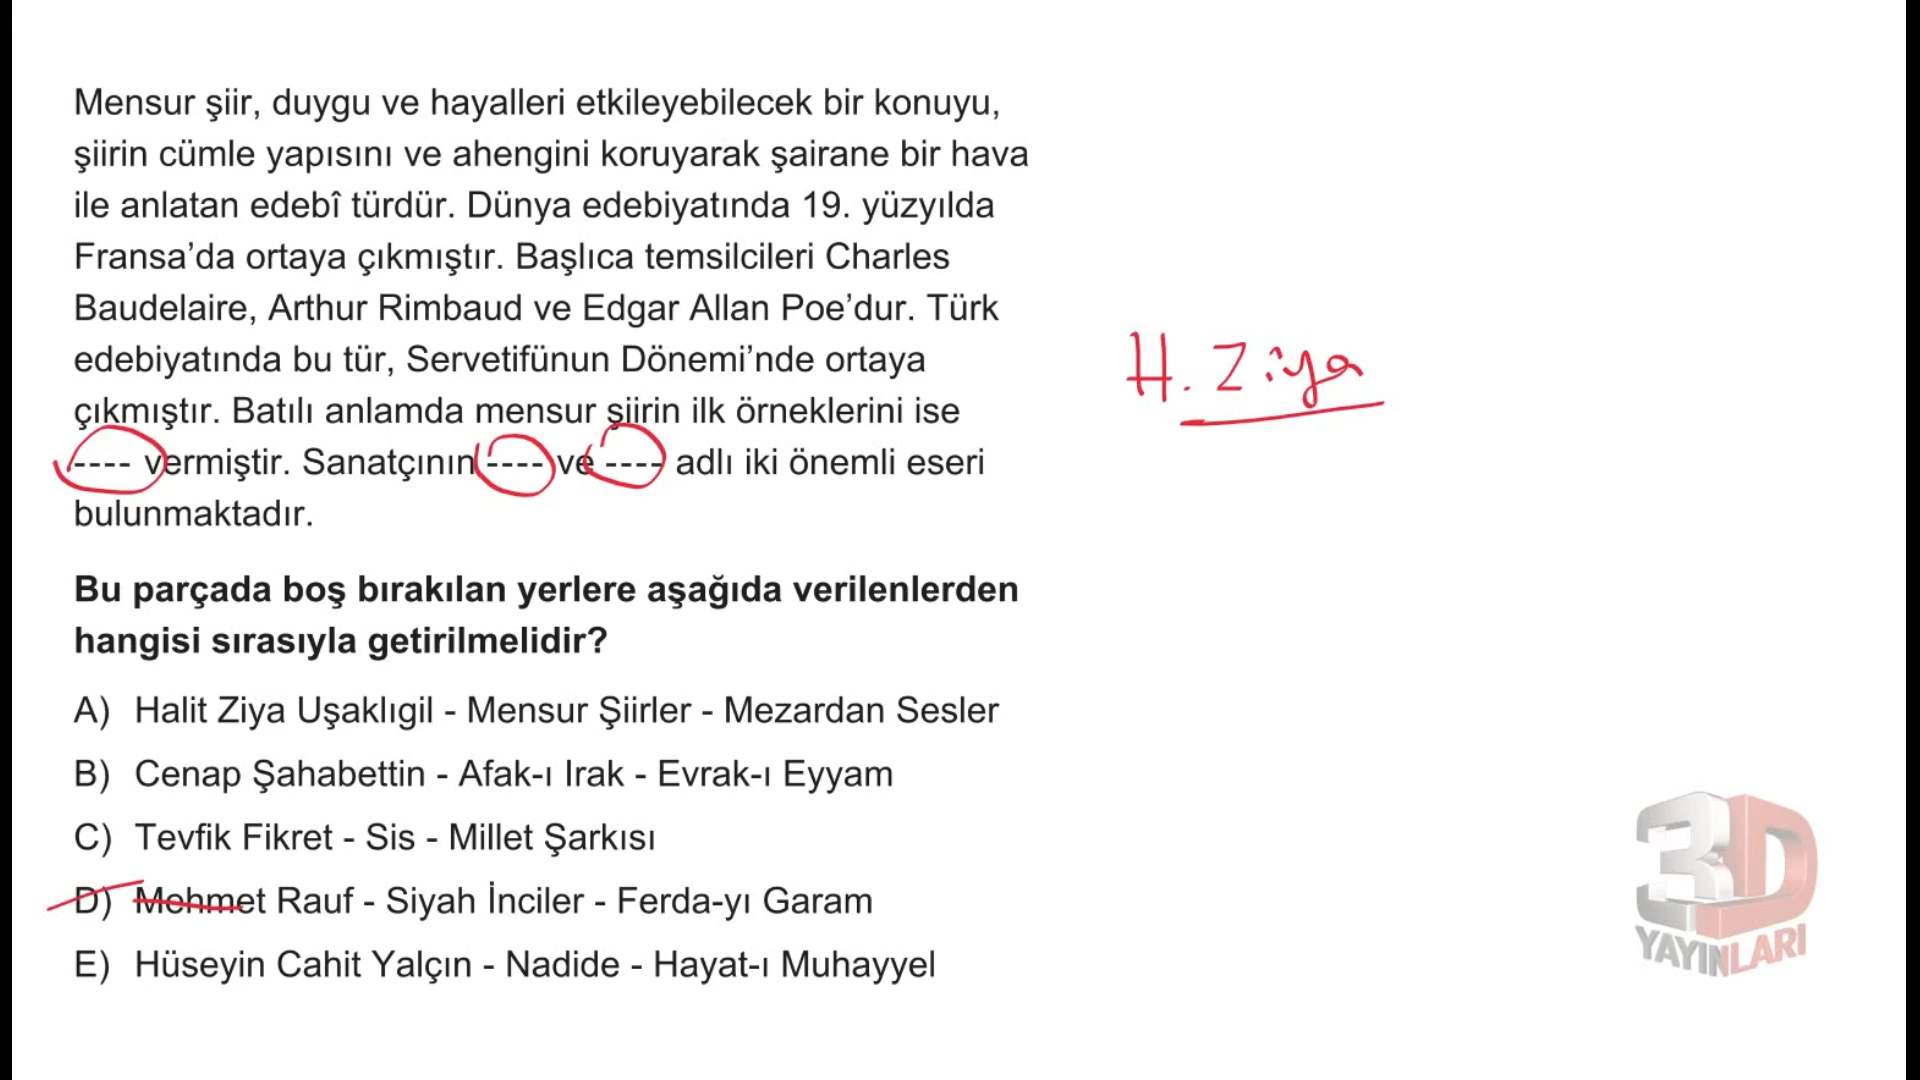 Mensur şiir, duygu ve hayalleri etkileyebilecek bir konuyu,
şiirin cümle yapısını ve ahengini koruyarak şairane bir hava
ile anlatan edebî türdür. Dünya edebiyatında 19. yüzyılda
Fransa’da ortaya çıkmıştır. Başlıca temsilcileri Charles
Baudelaire, Arthur Rimbaud ve Edgar Allan Poe’dur. Türk
edebiyatında bu tür, Servetifünun Dönemi’nde ortaya
çıkmıştır. Batılı anlamda mensur şiirin ilk örneklerini ise
---- vermiştir. Sanatçının ---- ve ---- adlı iki önemli eseri
bulunmaktadır.
H. Ziya
Bu parçada boş bırakılan yerlere aşağıda verilenlerden
hangisi sırasıyla getirilmelidir?
A) Halit Ziya Uşaklıgil - Mensur Şiirler - Mezardan Sesler
B) Cenap Şahabettin - Afak-ı Irak - Evrak-ı Eyyam
C) Tevfik Fikret - Sis - Millet Şarkısı
D) Mehmet Rauf - Siyah İnciler - Ferda-yı Garam
E) Hüseyin Cahit Yalçın - Nadide - Hayat-ı Muhayyel
3D
YAYINLARI